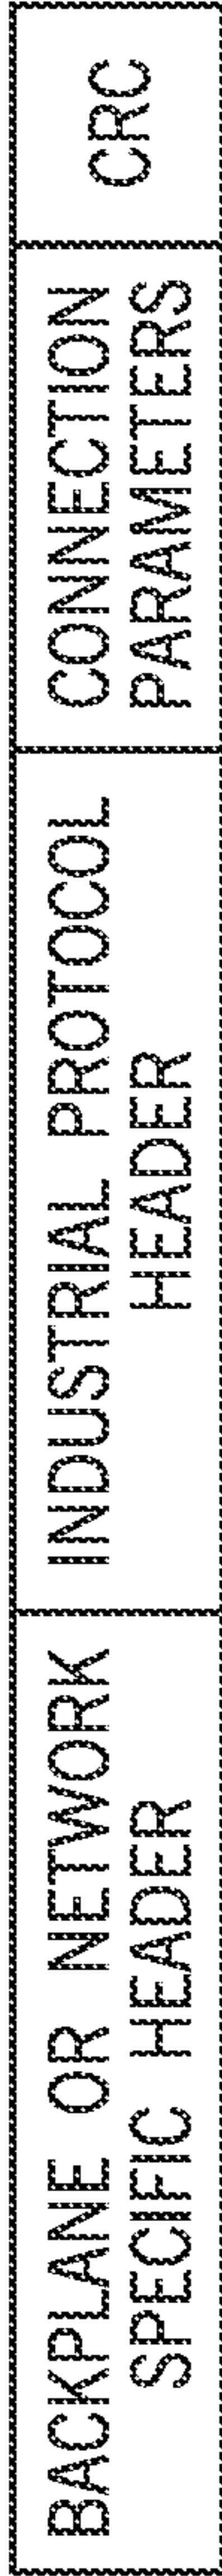 BACKPLANE OR NETWORK
SPECIFIC HEADER
INDUSTRIAL PROTOCOL
HEADER
CONNECTION
PARAMETERS
CRC